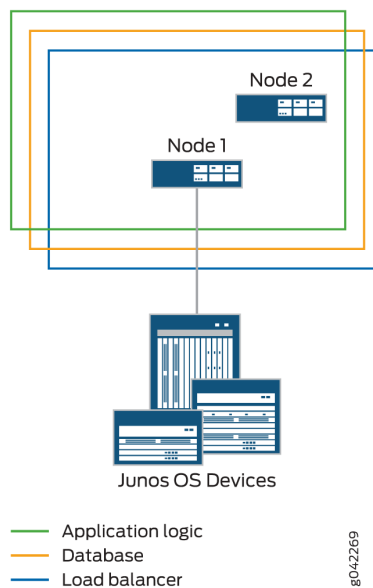 Node 2
Node 1
Junos OS Devices
Application logic
Database
Load balancer
g042269